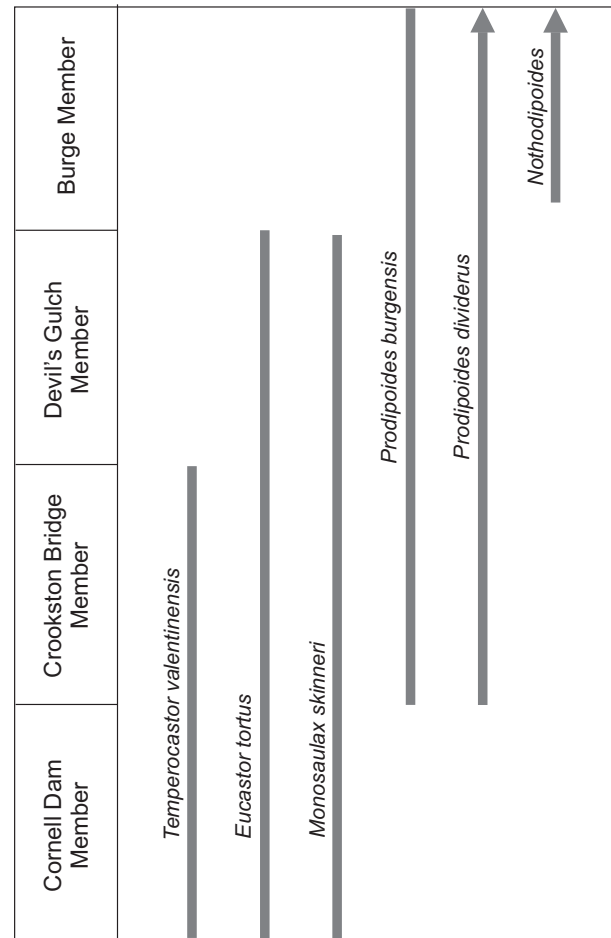 Burge Member
Devil's Gulch
Member
Crookston Bridge
Member
Cornell Dam
Member
Temperocastor valentinensis
Eucastor tortus
Monosaulax skinneri
Prodipoides burgensis
Prodipoides dividerus
Nothodipoides